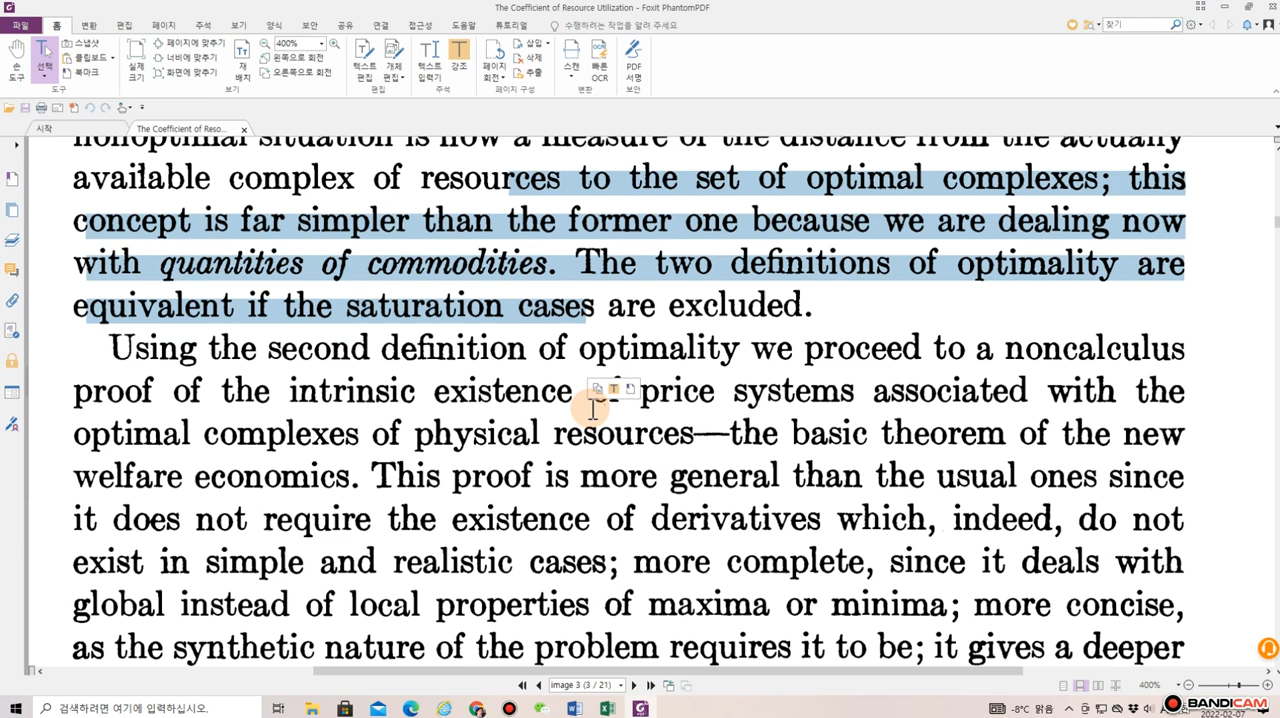 The Coefficient of Resource Utilization - Foxit PhantomPDF
파일 홈 변환 편집 페이지 주석 보기 양식 보안 공유 연결 접근성 도움말 튜토리얼 수행하려는 작업을 알려 주세요 찾기
손 도구
선택
스냅샷
클립보드
북마크
실제 크기
페이지에 맞추기
너비에 맞추기
화면에 맞추기
재 배치
400%
왼쪽으로 회전
오른쪽으로 회전
텍스트 편집
개체 편집
텍스트 입력기
강조
페이지 회전
삽입
삭제
추출
스캔
빠른 OCR
PDF 서명
도구 보기 편집 주석 페이지 구성 변환 보안
시작 The Coefficient of Reso...
nonoptimal situation is now a measure of the distance from the actually
available complex of resources to the set of optimal complexes; this
concept is far simpler than the former one because we are dealing now
with quantities of commodities. The two definitions of optimality are
equivalent if the saturation cases are excluded.
Using the second definition of optimality we proceed to a noncalculus
proof of the intrinsic existence of price systems associated with the
optimal complexes of physical resources—the basic theorem of the new
welfare economics. This proof is more general than the usual ones since
it does not require the existence of derivatives which, indeed, do not
exist in simple and realistic cases; more complete, since it deals with
global instead of local properties of maxima or minima; more concise,
as the synthetic nature of the problem requires it to be; it gives a deeper
image 3 (3 / 21) 400%
검색하려면 여기에 입력하십시오.
-8°C 맑음
BANDICAM
2022-02-07